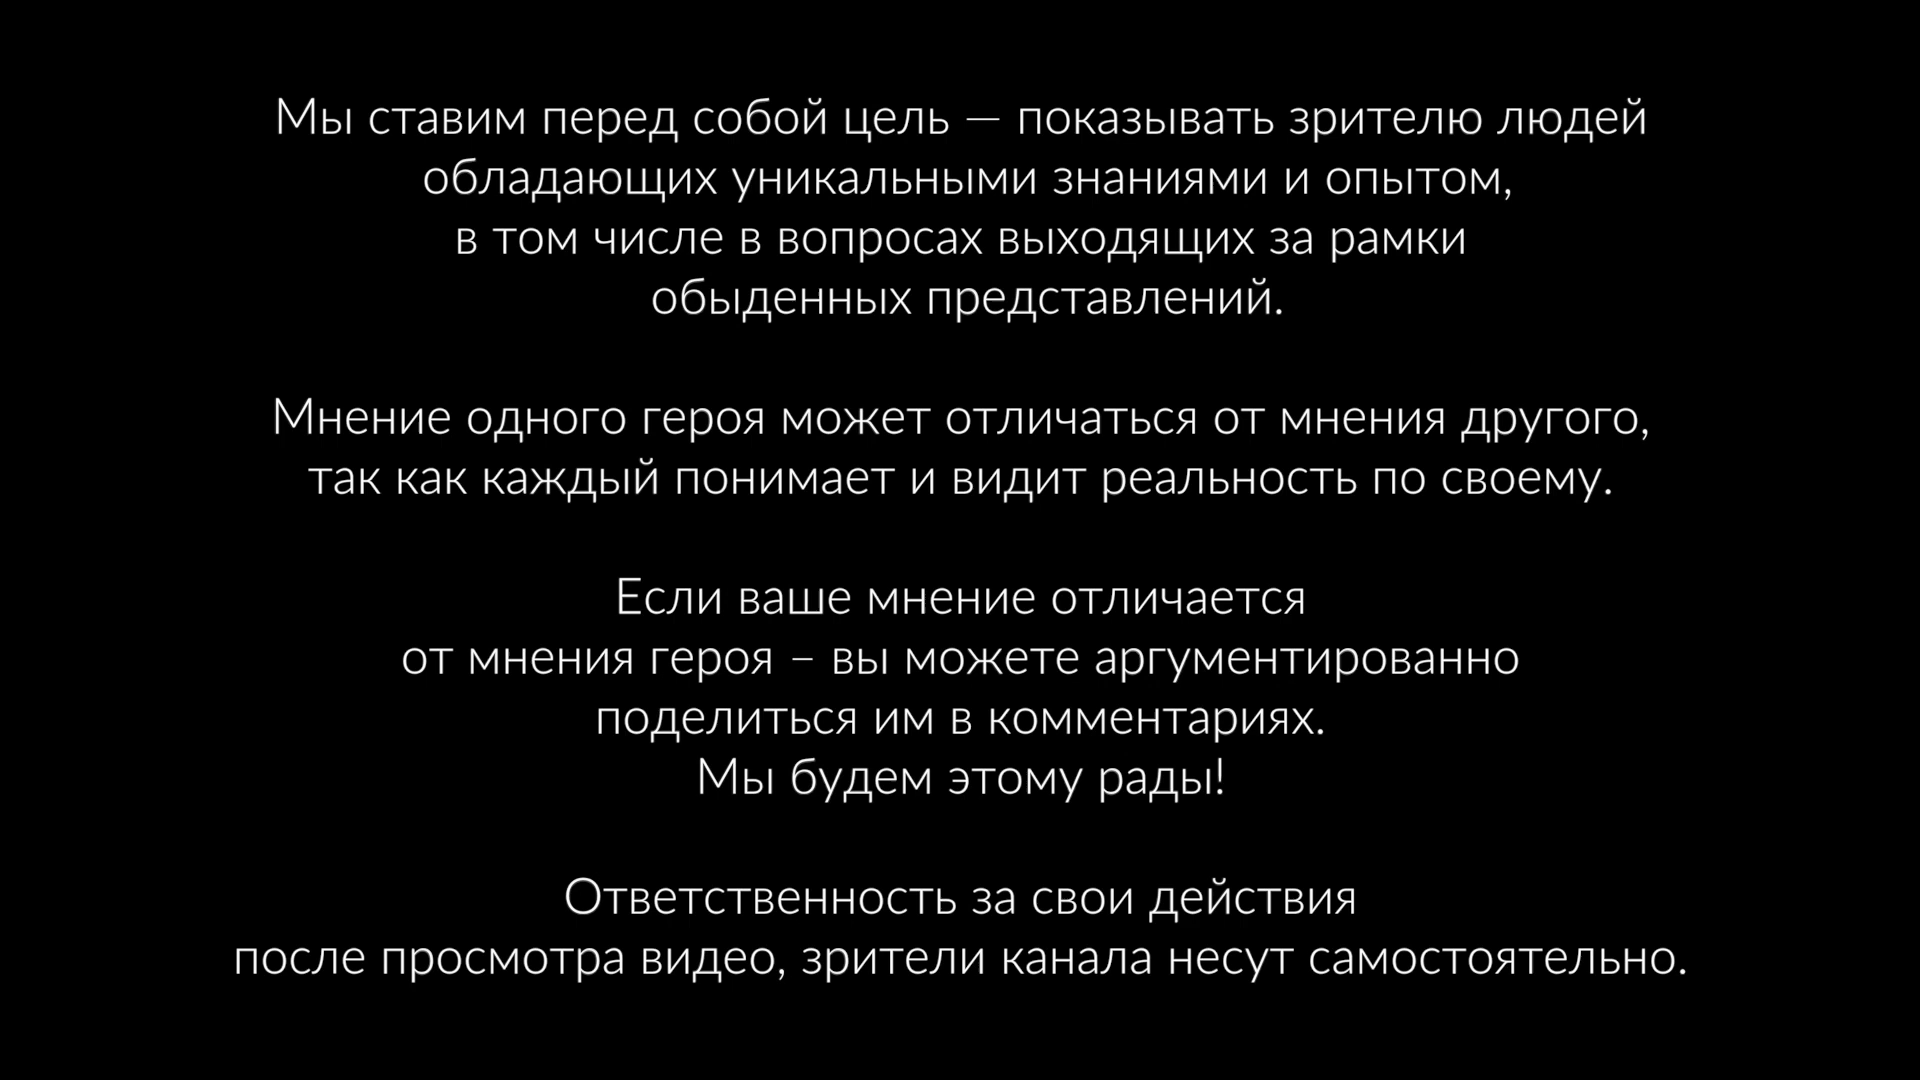 Мы ставим перед собой цель — показывать зрителю людей
обладающих уникальными знаниями и опытом,
в том числе в вопросах выходящих за рамки
обыденных представлений.
Мнение одного героя может отличаться от мнения другого,
так как каждый понимает и видит реальность по своему.
Если ваше мнение отличается
от мнения героя – вы можете аргументированно
поделиться им в комментариях.
Мы будем этому рады!
Ответственность за свои действия
после просмотра видео, зрители канала несут самостоятельно.